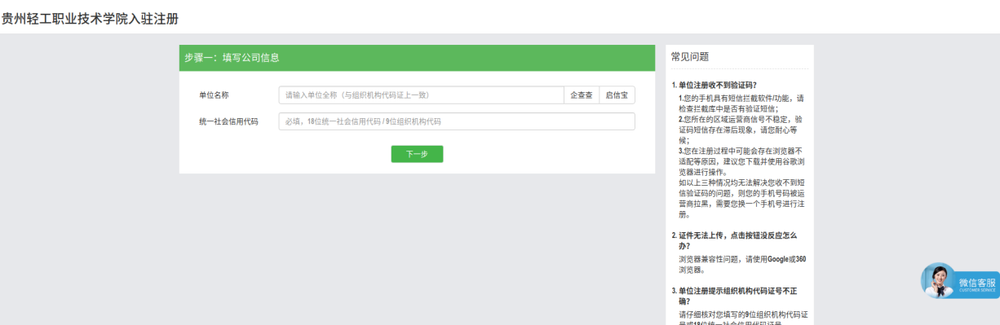 贵州轻工职业技术学院入驻注册
步骤一：填写公司信息
单位名称
请输入单位全称（与组织机构代码证上一致）
企查查
启信宝
统一社会信用代码
必填，18位统一社会信用代码 / 9位组织机构代码
下一步
常见问题
1. 单位注册收不到验证码?
1.您的手机具有短信拦截软件/功能，请
检查拦截库中是否有验证短信；
2.您所在的区域运营商信号不稳定，验
证码短信存在滞后现象，请您耐心等
候；
3.您在注册过程中可能会存在浏览器不
适配等原因，建议您下载并使用谷歌浏
览器进行操作。
如以上三种情况均无法解决您收不到短
信验证码的问题，则您的手机号码被运
营商拉黑，需要您换一个手机号进行注
册。
2. 证件无法上传，点击按钮没反应怎么
办?
浏览器兼容性问题，请使用Google或360
浏览器。
3. 单位注册提示组织机构代码证号不正
确?
请仔细核对您填写的9位组织机构代码证
号或18位统一社会信用代码证号
微信客服
CUSTOMER SERVICE